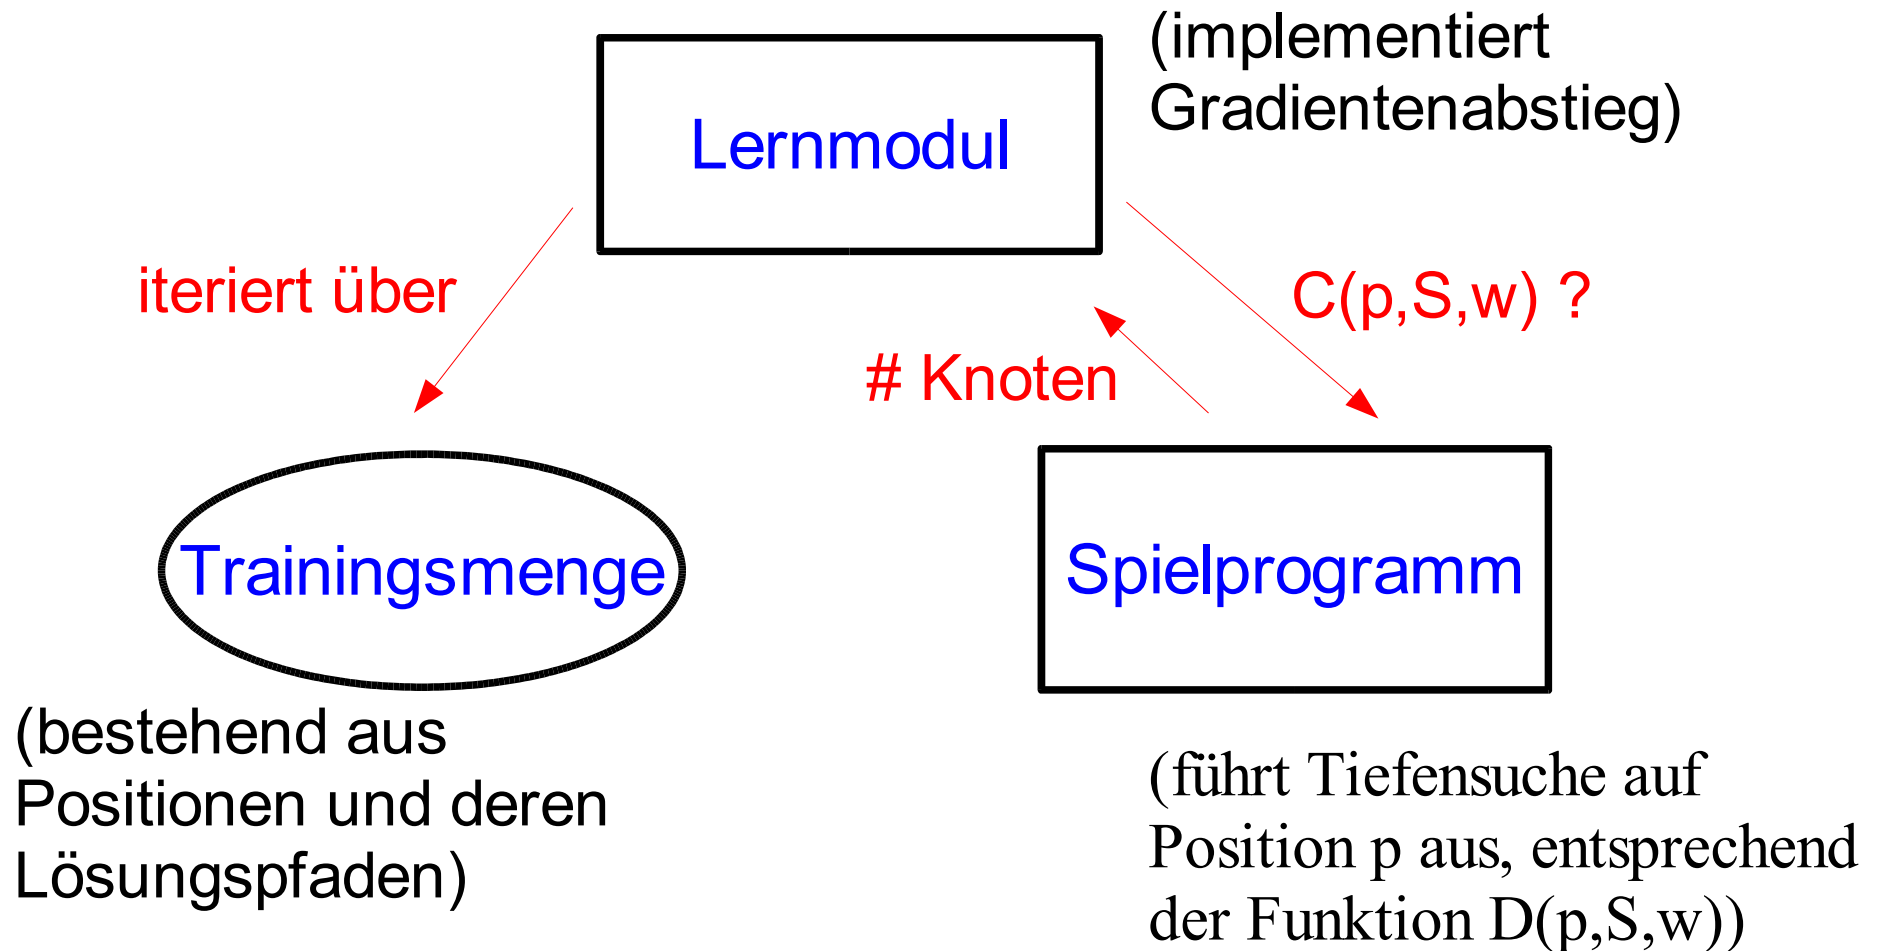 (implementiert
Gradientenabstieg)
Lernmodul
iteriert über
C(p,S,w) ?
# Knoten
Trainingsmenge
Spielprogramm
(bestehend aus
Positionen und deren
Lösungspfaden)
(führt Tiefensuche auf
Position p aus, entsprechend
der Funktion D(p,S,w))